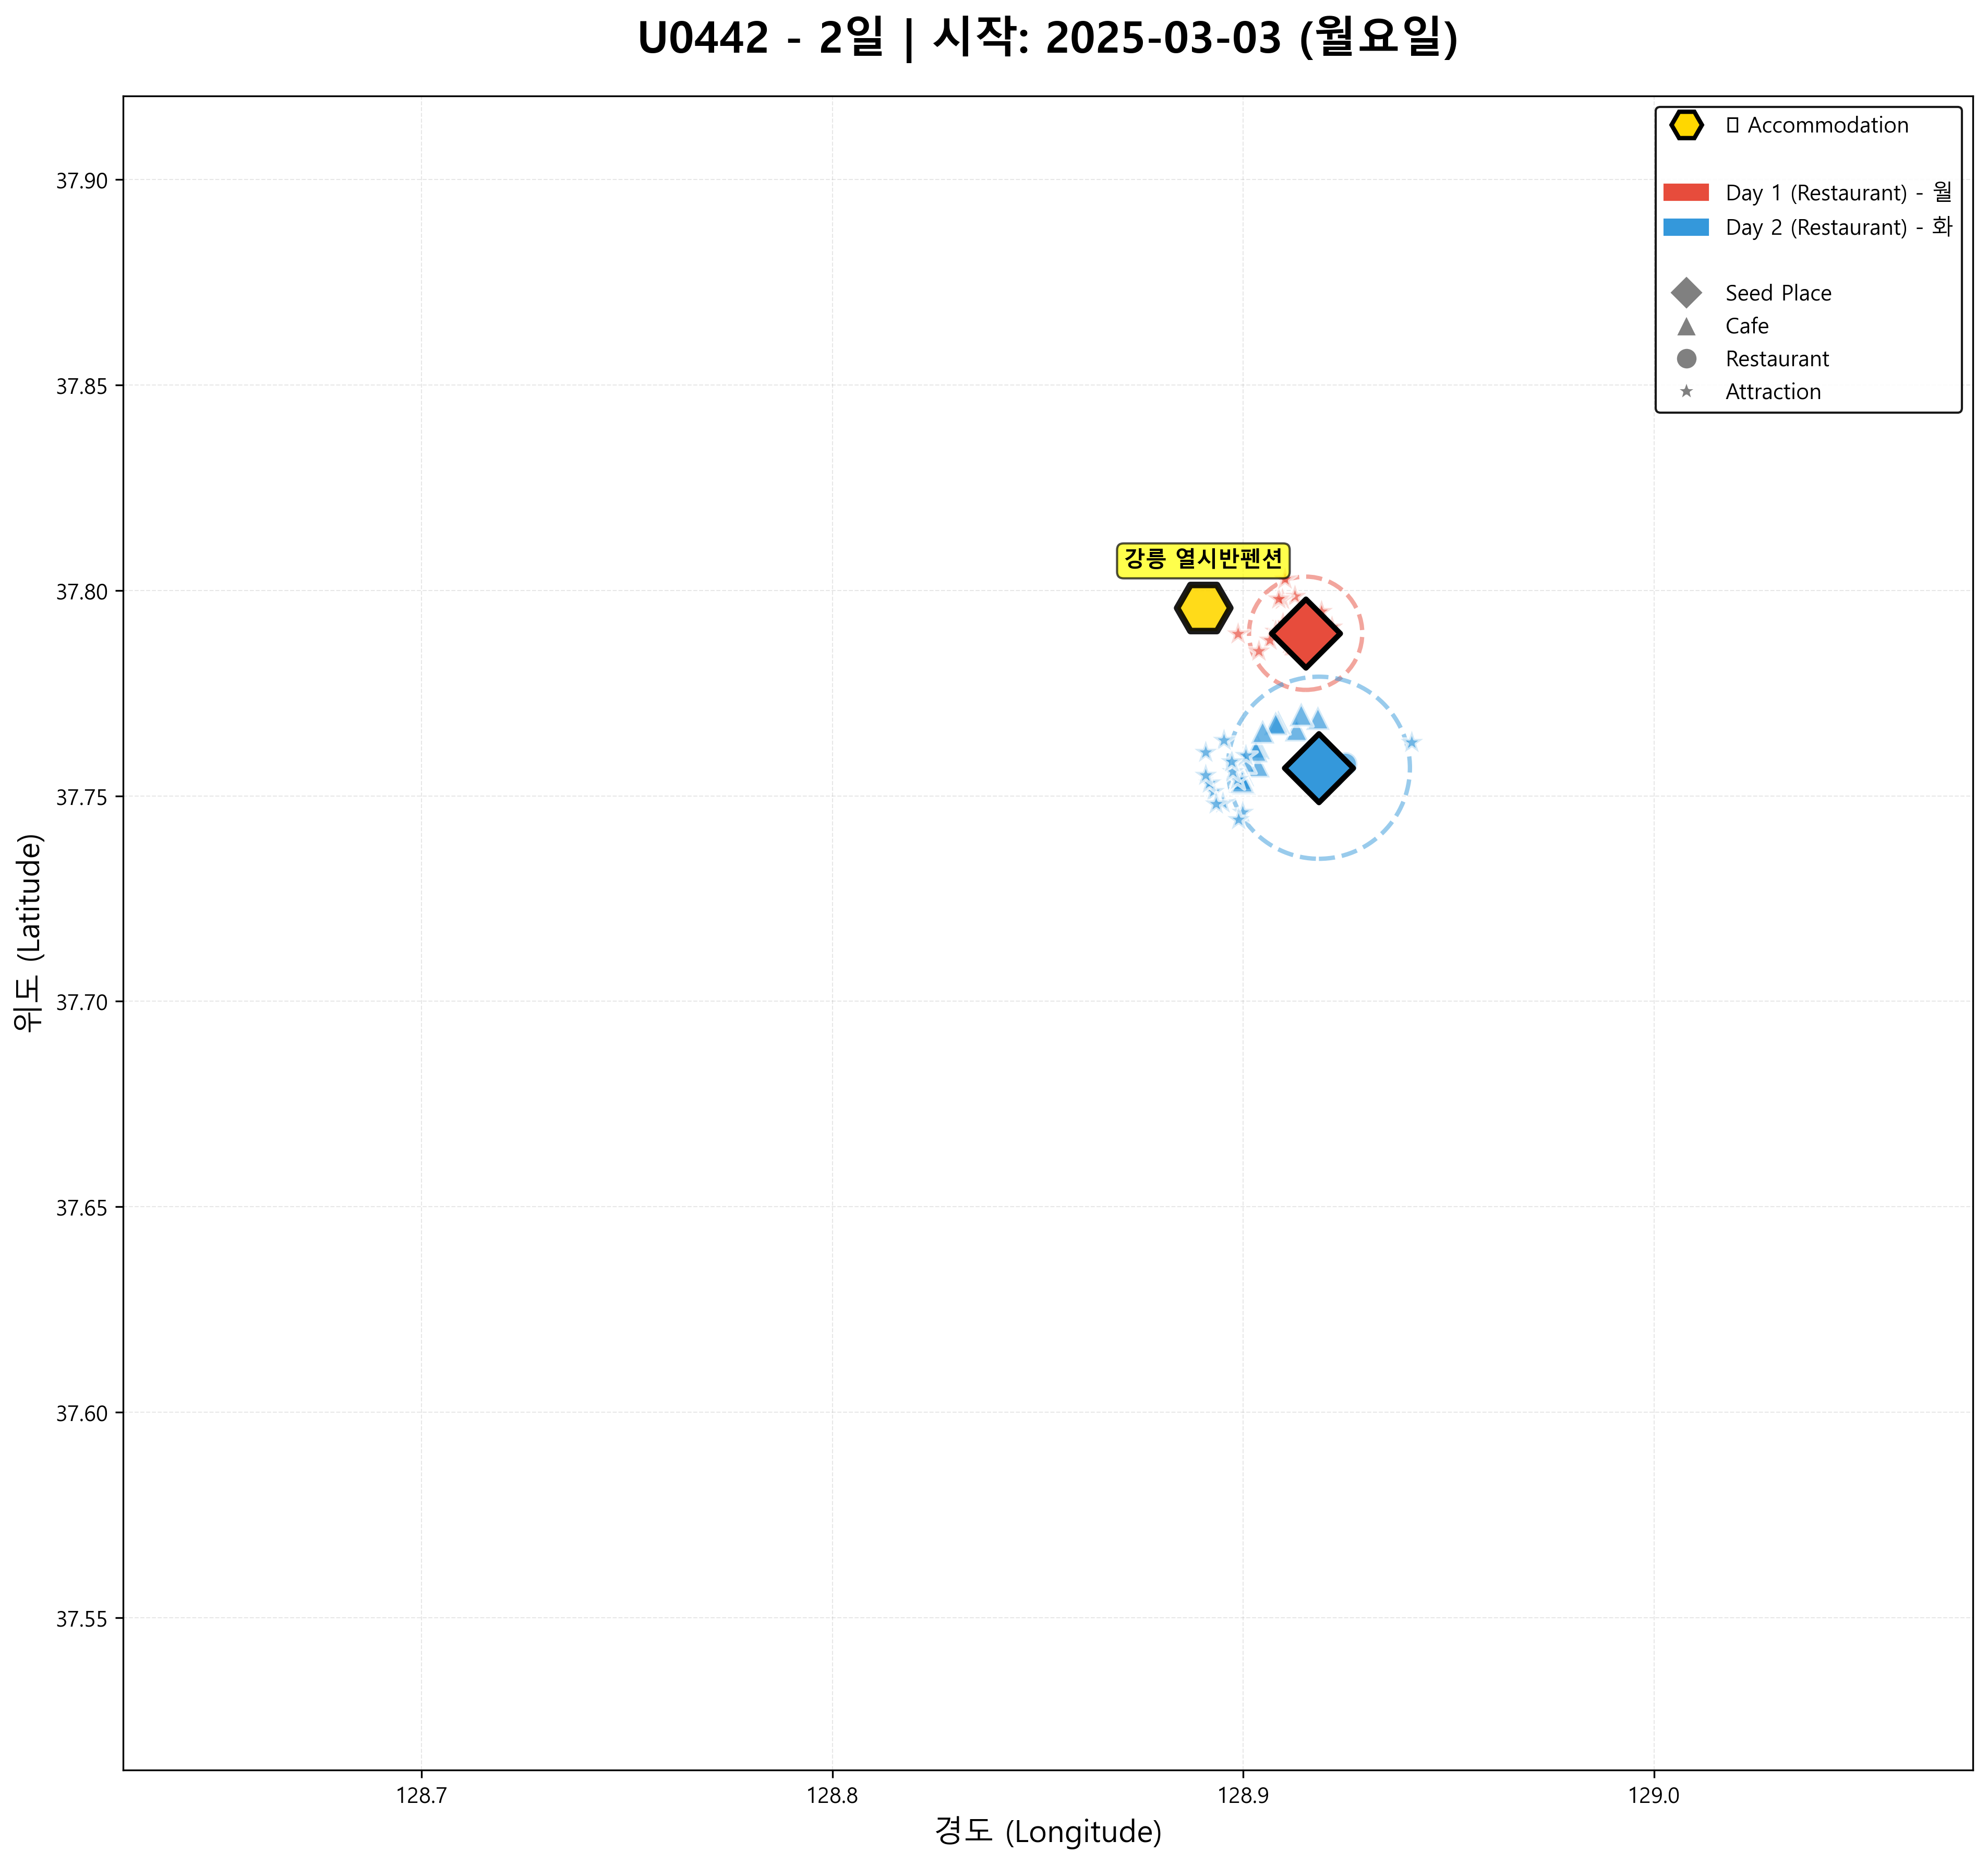 U0442 - 2일 | 시작: 2025-03-03 (월요일)
Accommodation
Day 1 (Restaurant) - 월
Day 2 (Restaurant) - 화
Seed Place
Cafe
Restaurant
Attraction
강릉 열시반펜션
37.90
37.85
37.80
37.75
37.70
37.65
37.60
37.55
위도 (Latitude)
128.7
128.8
128.9
129.0
경도 (Longitude)